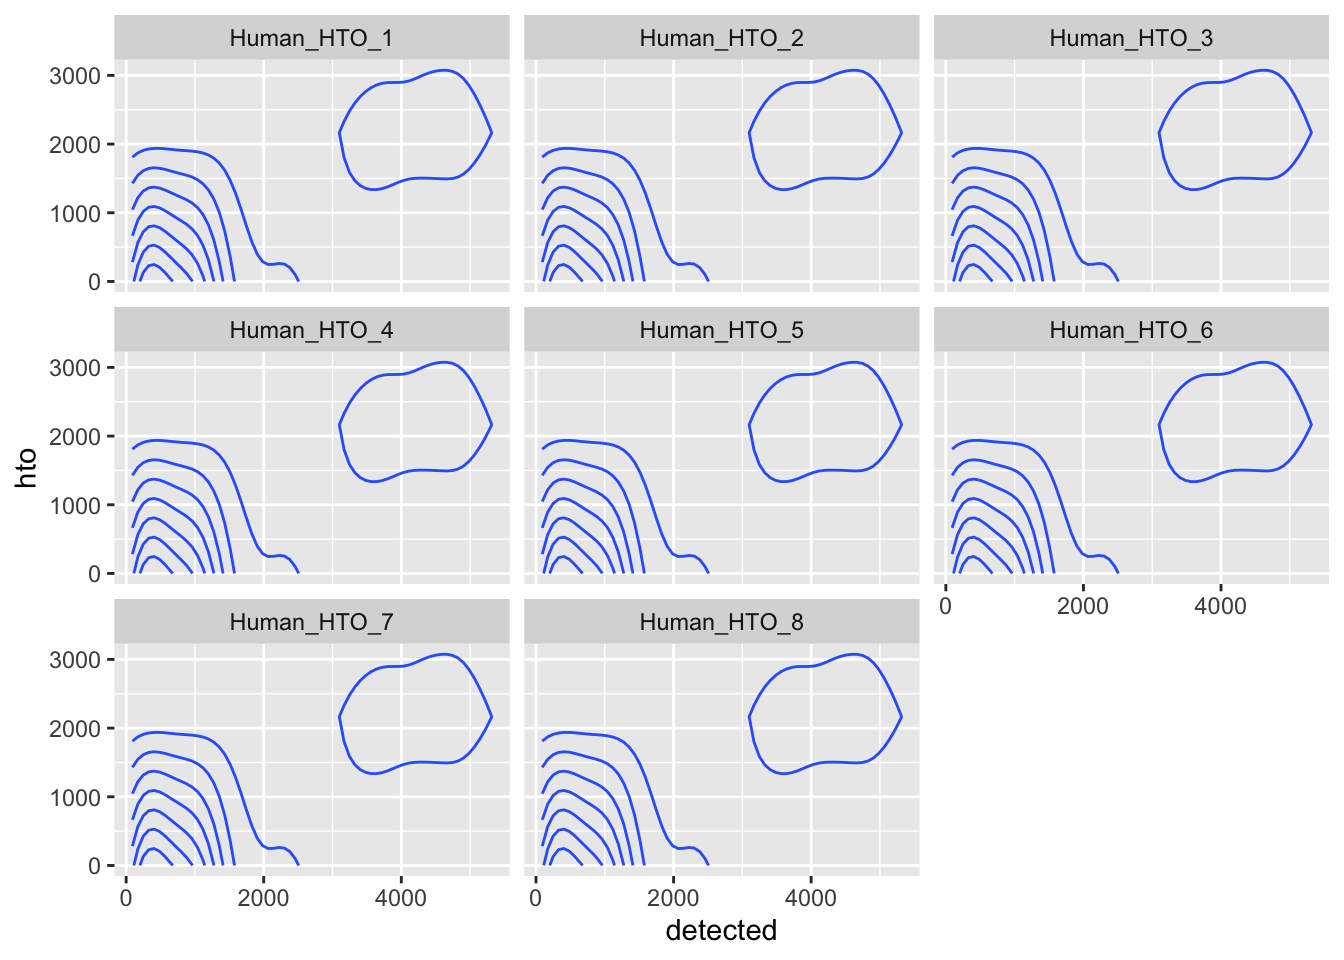 Human_HTO_1 Human_HTO_2 Human_HTO_3
3000
2000
1000
0
Human_HTO_4 Human_HTO_5 Human_HTO_6
3000
2000
1000
0
0 2000 4000
Human_HTO_7 Human_HTO_8
3000
2000
1000
0
0 2000 4000 0 2000 4000
hto
detected